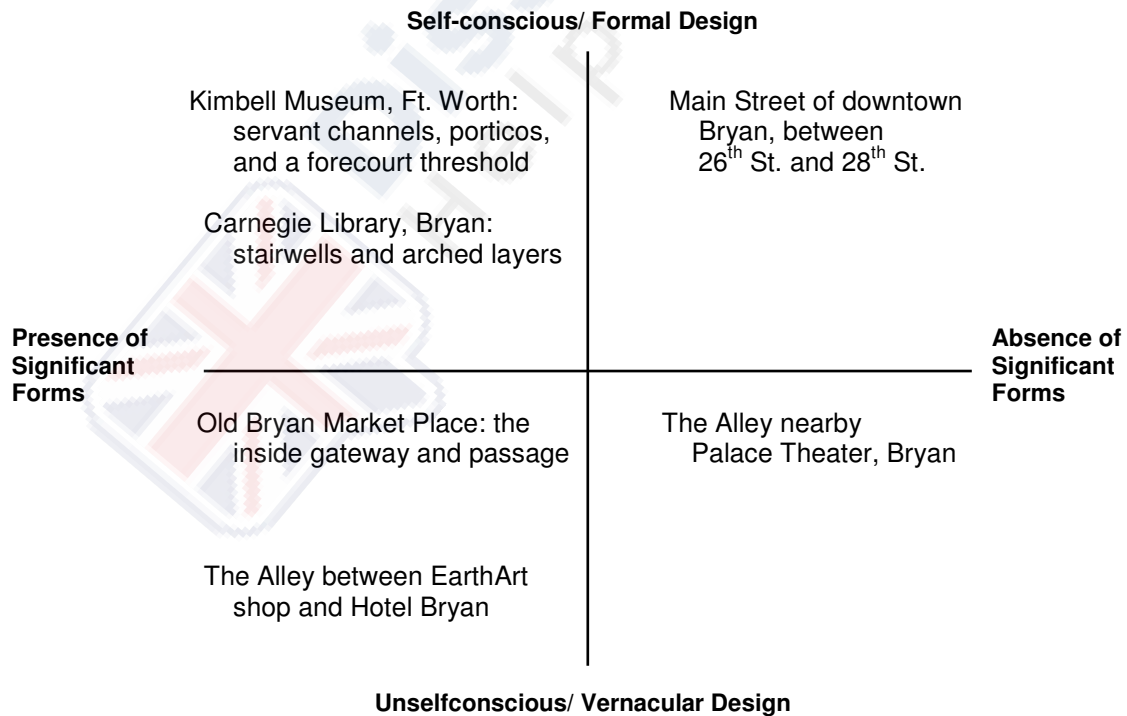 Self-conscious/ Formal Design
Kimbell Museum, Ft. Worth:
servant channels, porticos,
and a forecourt threshold
Main Street of downtown
Bryan, between
26th St. and 28th St.
Carnegie Library, Bryan:
stairwells and arched layers
Presence of
Significant
Forms
Absence of
Significant
Forms
Old Bryan Market Place: the
inside gateway and passage
The Alley nearby
Palace Theater, Bryan
The Alley between EarthArt
shop and Hotel Bryan
Unselfconscious/ Vernacular Design
Dis
Help